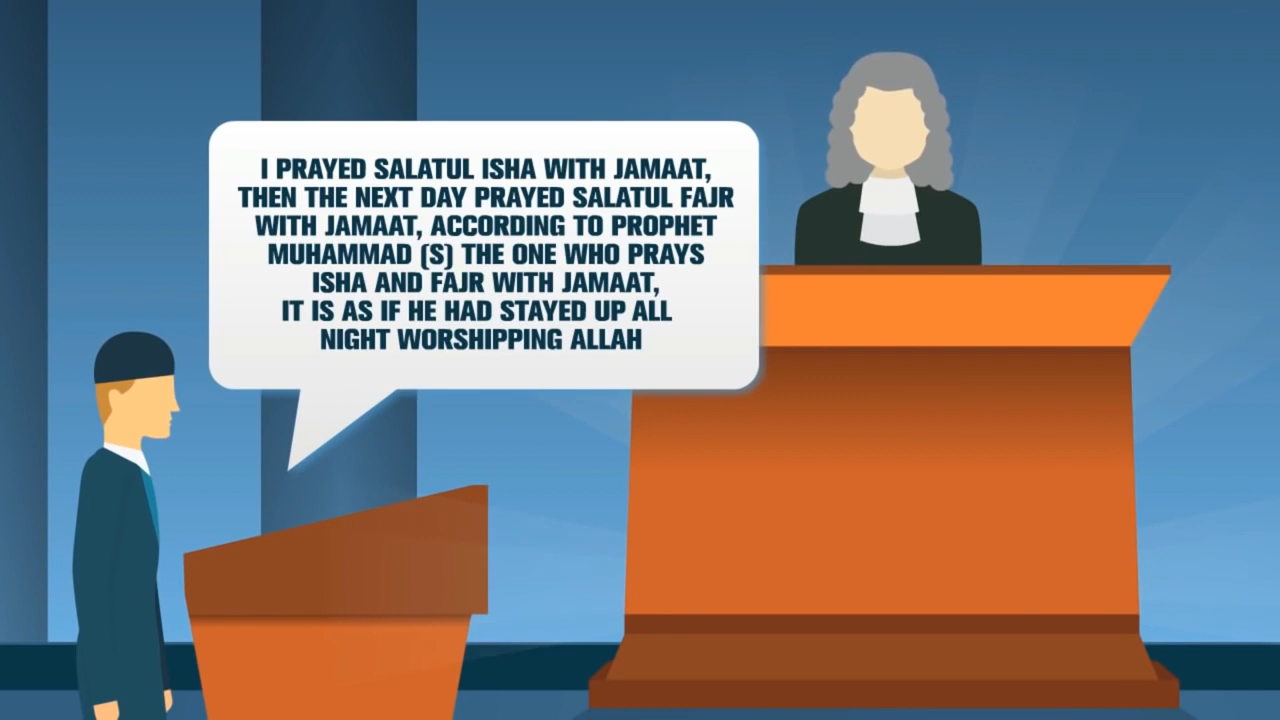 I PRAYED SALATUL ISHA WITH JAMAAT,
THEN THE NEXT DAY PRAYED SALATUL FAJR
WITH JAMAAT, ACCORDING TO PROPHET
MUHAMMAD (S) THE ONE WHO PRAYS
ISHA AND FAJR WITH JAMAAT,
IT IS AS IF HE HAD STAYED UP ALL
NIGHT WORSHIPPING ALLAH